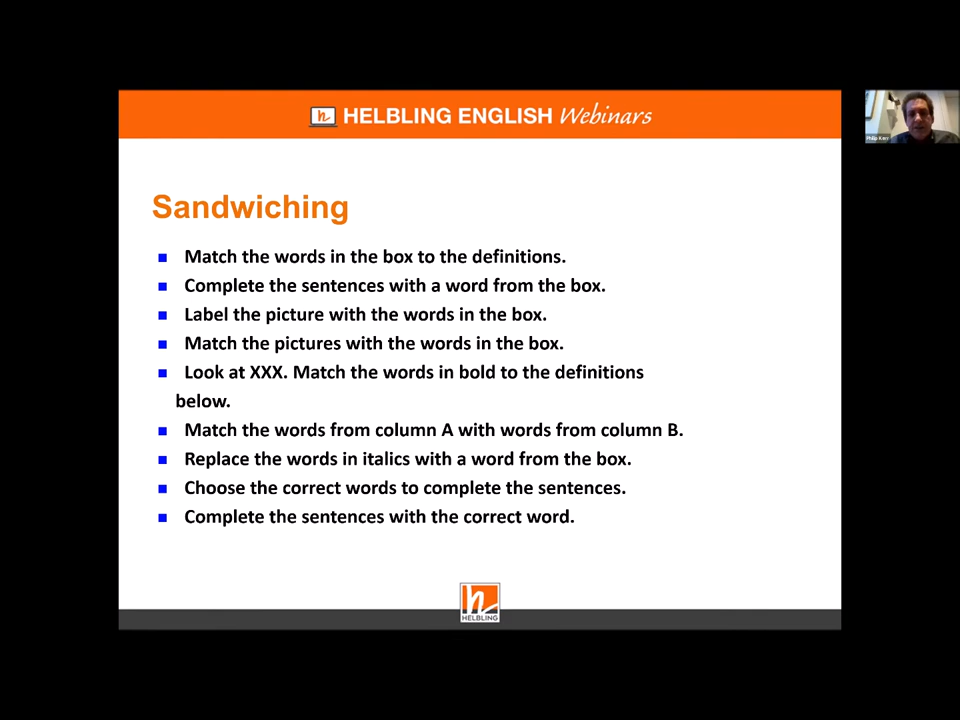 HELBLING ENGLISH Webinars
Philip Kerr
Sandwiching
Match the words in the box to the definitions.
Complete the sentences with a word from the box.
Label the picture with the words in the box.
Match the pictures with the words in the box.
Look at XXX. Match the words in bold to the definitions
below.
Match the words from column A with words from column B.
Replace the words in italics with a word from the box.
Choose the correct words to complete the sentences.
Complete the sentences with the correct word.
h
HELBLING